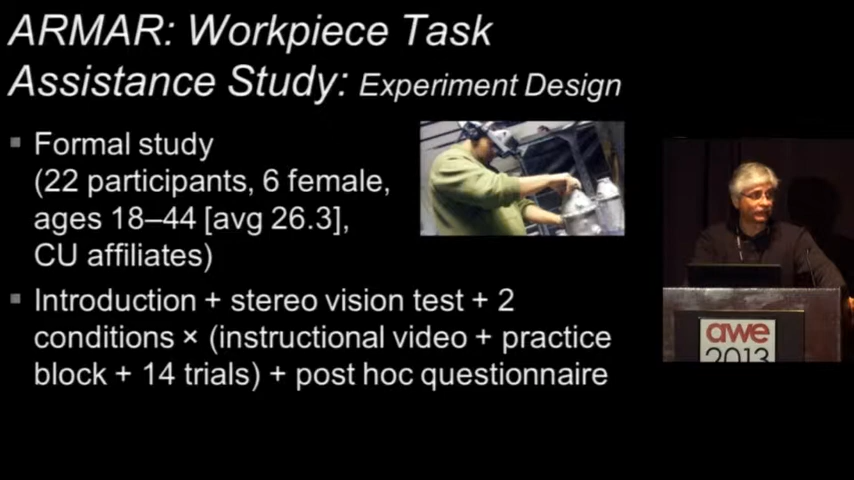 ARMAR: Workpiece Task
Assistance Study: Experiment Design
Formal study
(22 participants, 6 female,
ages 18–44 [avg 26.3],
CU affiliates)
Introduction + stereo vision test + 2
conditions × (instructional video + practice
block + 14 trials) + post hoc questionnaire
awe
2013